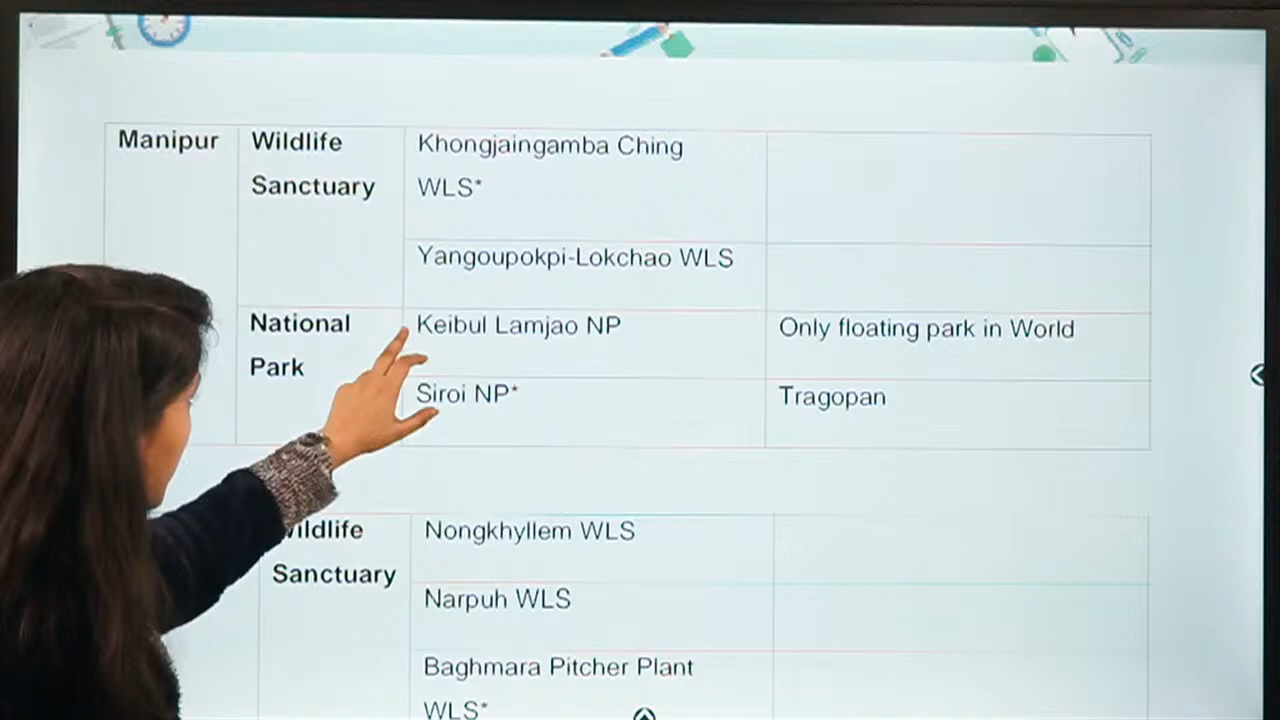 Manipur
Wildlife
Sanctuary
Khongjaingamba Ching
WLS*
Yangoupokpi-Lokchao WLS
National
Park
Keibul Lamjao NP
Only floating park in World
Siroi NP*
Tragopan
Wildlife
Sanctuary
Nongkhyllem WLS
Narpuh WLS
Baghmara Pitcher Plant
WLS*